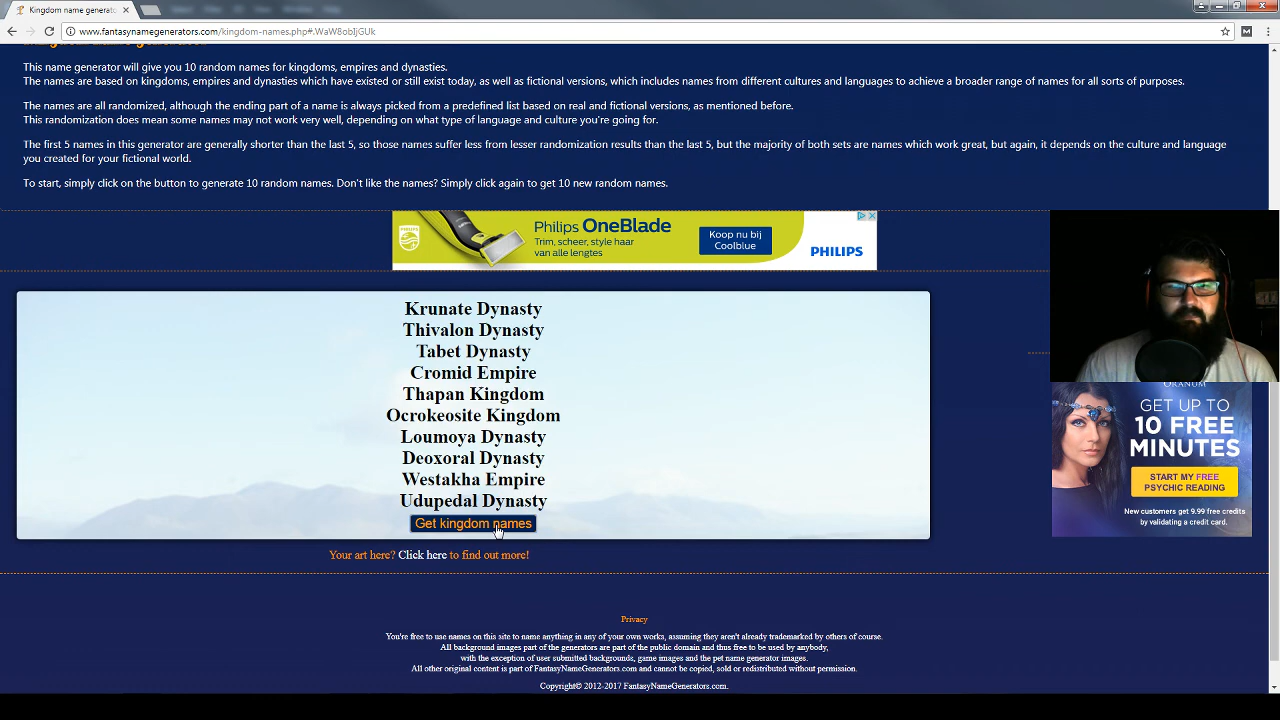 Kingdom name generato
www.fantasynamegenerators.com/kingdom-names.php#.WaW8obIjGUk
This name generator will give you 10 random names for kingdoms, empires and dynasties.
The names are based on kingdoms, empires and dynasties which have existed or still exist today, as well as fictional versions, which includes names from different cultures and languages to achieve a broader range of names for all sorts of purposes.
The names are all randomized, although the ending part of a name is always picked from a predefined list based on real and fictional versions, as mentioned before.
This randomization does mean some names may not work very well, depending on what type of language and culture you're going for.
The first 5 names in this generator are generally shorter than the last 5, so those names suffer less from lesser randomization results than the last 5, but the majority of both sets are names which work great, but again, it depends on the culture and language
you created for your fictional world.
To start, simply click on the button to generate 10 random names. Don't like the names? Simply click again to get 10 new random names.
PHILIPS
Philips OneBlade
Trim, scheer, style haar
van alle lengtes
Koop nu bij
Coolblue
PHILIPS
Krunate Dynasty
Thivalon Dynasty
Tabet Dynasty
Cromid Empire
Thapan Kingdom
Ocrokeosite Kingdom
Loumoya Dynasty
Deoxoral Dynasty
Westakha Empire
Udupedal Dynasty
Get kingdom names
Your art here? Click here to find out more!
ORANUM
GET UP TO
10 FREE
MINUTES
START MY FREE
PSYCHIC READING
New customers get 9.99 free credits
by validating a credit card.
Privacy
You're free to use names on this site to name anything in any of your own works, assuming they aren't already trademarked by others of course.
All background images part of the generators are part of the public domain and thus free to be used by anybody,
with the exception of user submitted backgrounds, game images and the pet name generator images.
All other original content is part of FantasyNameGenerators.com and cannot be copied, sold or redistributed without permission.
Copyright© 2012-2017 FantasyNameGenerators.com.